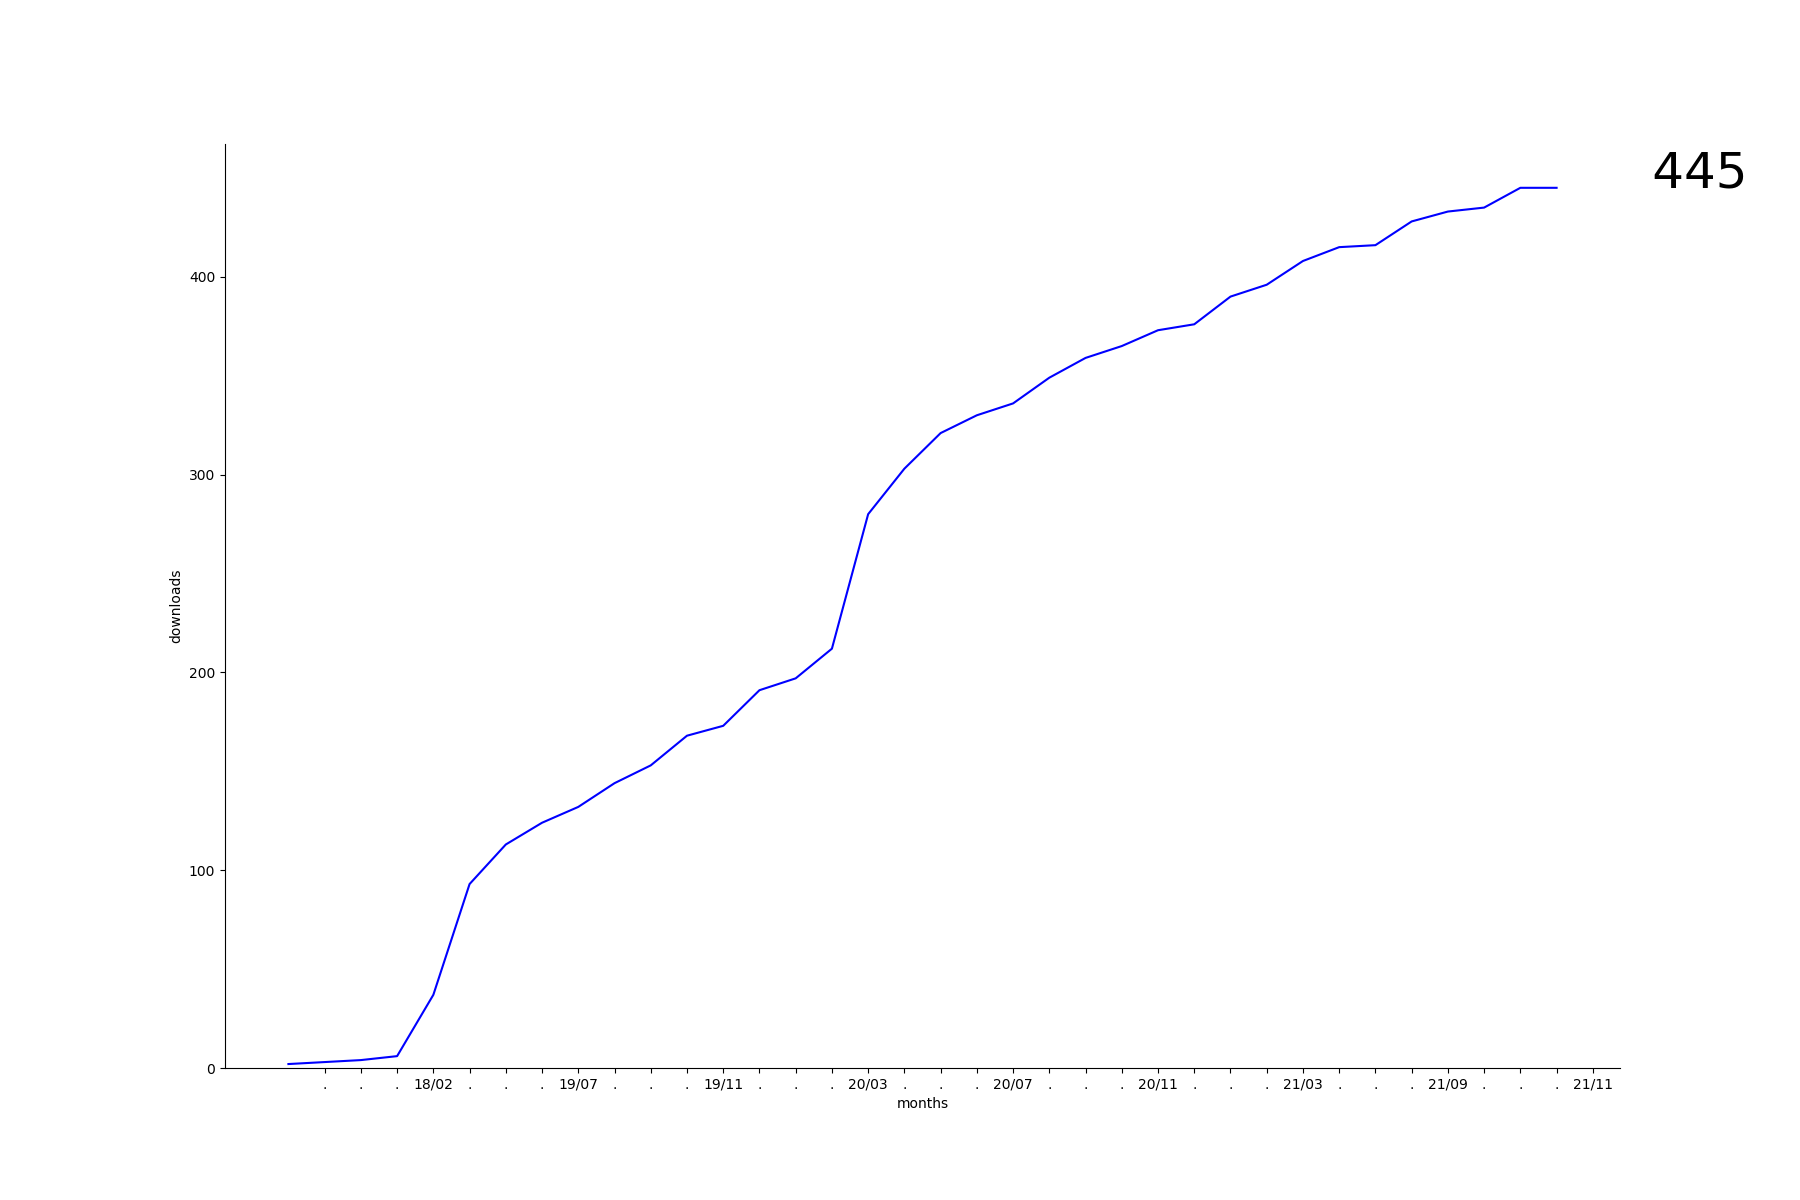 445
400
300
200
100
0
downloads
. . . 18/02 . . . 19/07 . . . 19/11 . . . 20/03 . . . 20/07 . . . 20/11 . . . 21/03 . . . 21/09 . . . 21/11
months